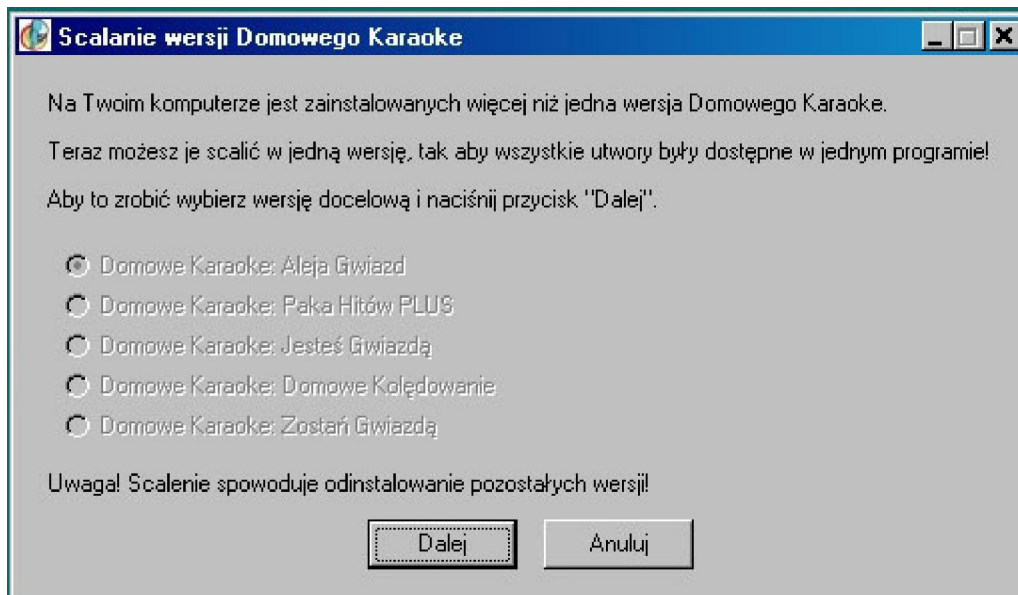 Scalanie wersji Domowego Karaoke
Na Twoim komputerze jest zainstalowanych więcej niż jedna wersja Domowego Karaoke.
Teraz możesz je scalić w jedną wersję, tak aby wszystkie utwory były dostępne w jednym programie!
Aby to zrobić wybierz wersję docelową i naciśnij przycisk "Dalej".
Domowe Karaoke: Aleja Gwiazd
Domowe Karaoke: Paka Hitów PLUS
Domowe Karaoke: Jesteś Gwiazdą
Domowe Karaoke: Domowe Kolędowanie
Domowe Karaoke: Zostań Gwiazdą
Uwaga! Scalenie spowoduje odinstalowanie pozostałych wersji!
Dalej Anuluj